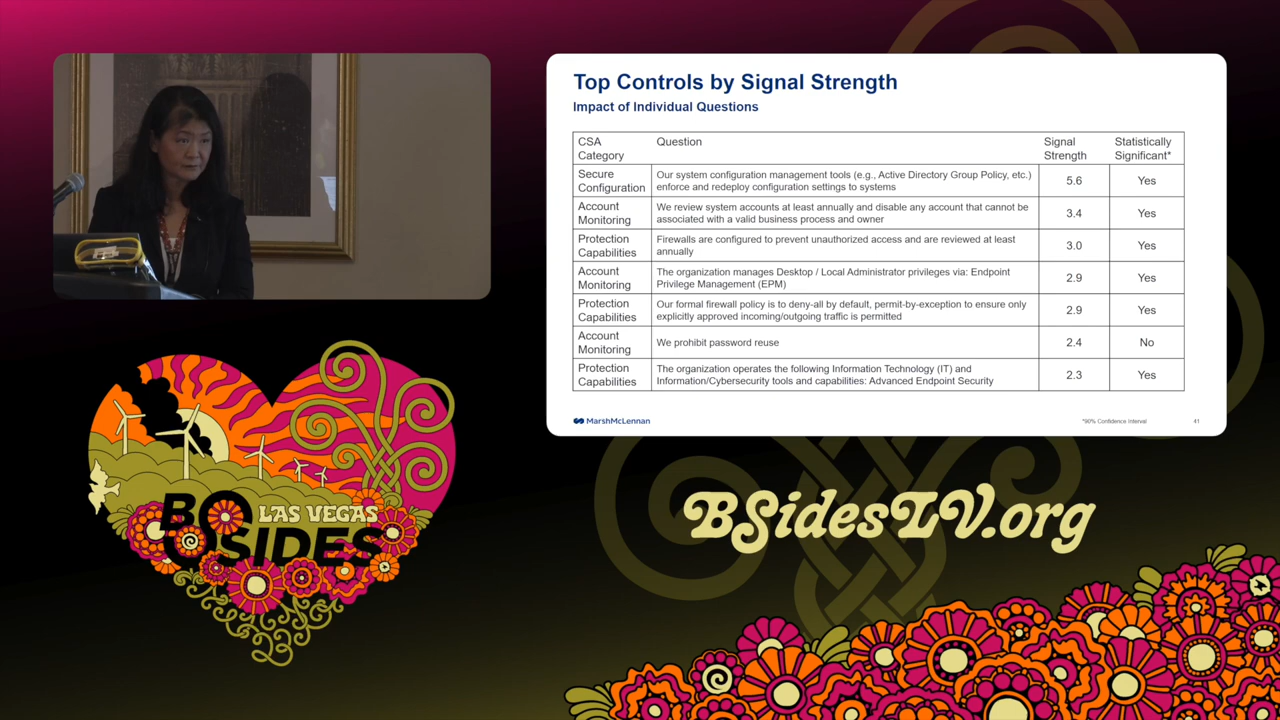 Top Controls by Signal Strength
Impact of Individual Questions
CSA
Category
Question
Signal
Strength
Statistically
Significant*
Secure
Configuration
Our system configuration management tools (e.g., Active Directory Group Policy, etc.)
enforce and redeploy configuration settings to systems
5.6
Yes
Account
Monitoring
We review system accounts at least annually and disable any account that cannot be
associated with a valid business process and owner
3.4
Yes
Protection
Capabilities
Firewalls are configured to prevent unauthorized access and are reviewed at least
annually
3.0
Yes
Account
Monitoring
The organization manages Desktop / Local Administrator privileges via: Endpoint
Privilege Management (EPM)
2.9
Yes
Protection
Capabilities
Our formal firewall policy is to deny-all by default, permit-by-exception to ensure only
explicitly approved incoming/outgoing traffic is permitted
2.9
Yes
Account
Monitoring
We prohibit password reuse
2.4
No
Protection
Capabilities
The organization operates the following Information Technology (IT) and
Information/Cybersecurity tools and capabilities: Advanced Endpoint Security
2.3
Yes
MarshMcLennan
*90% Confidence Interval
41
LAS VEGAS
BSIDES
BSidesLV.org